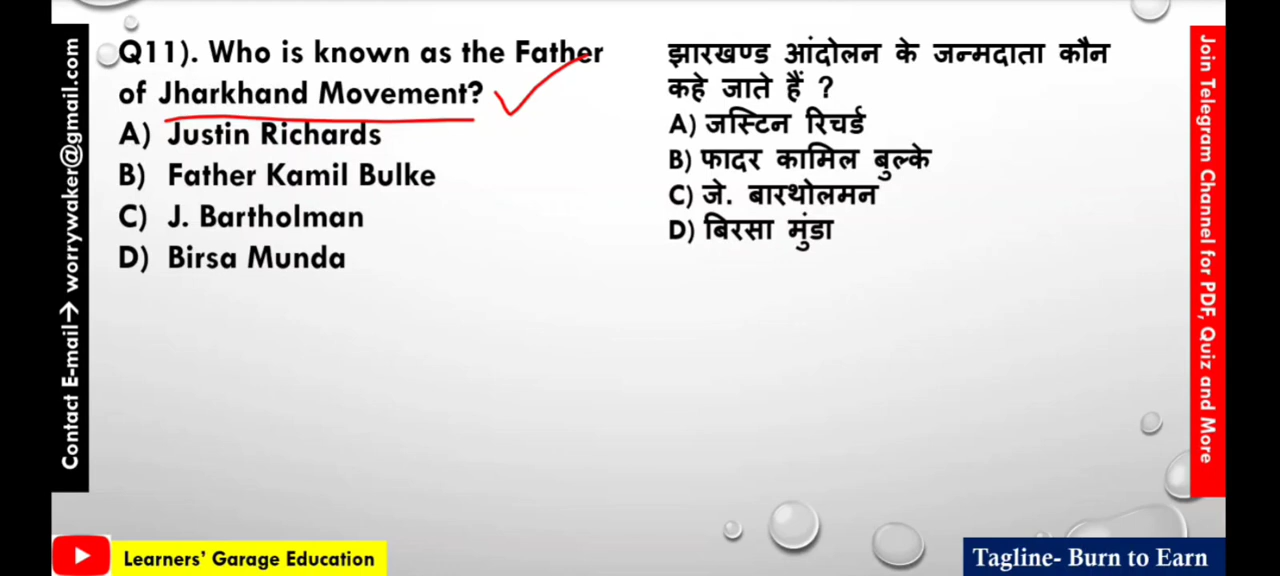 Contact E-mail→ worrywaker@gmail.com
Q11). Who is known as the Father
of Jharkhand Movement?
A) Justin Richards
B) Father Kamil Bulke
C) J. Bartholman
D) Birsa Munda
झारखण्ड आंदोलन के जन्मदाता कौन
कहे जाते हैं ?
A) जस्टिन रिचर्ड
B) फादर कामिल बुल्के
C) जे. बारथोलमन
D) बिरसा मुंडा
Join Telegram Channel for PDF, Quiz and More
Learners’ Garage Education
Tagline- Burn to Earn